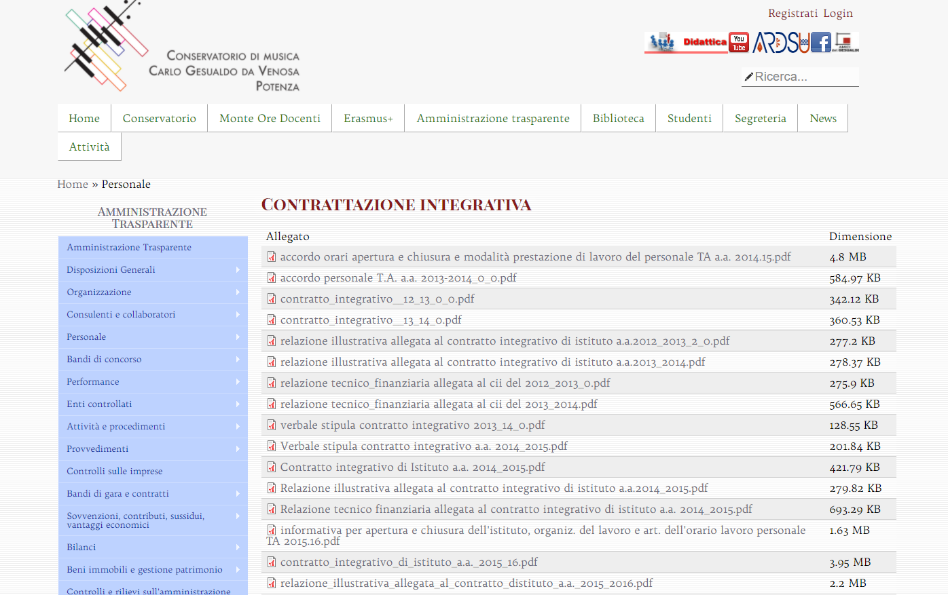 Registrati Login
Didattica You Tube ARDSU
Conservatorio di musica
Carlo Gesualdo da Venosa
Potenza
Ricerca...
Home Conservatorio Monte Ore Docenti Erasmus+ Amministrazione trasparente Biblioteca Studenti Segreteria News
Attività
Home » Personale
Amministrazione
Trasparente
Amministrazione Trasparente
Disposizioni Generali
Organizzazione
Consulenti e collaboratori
Personale
Bandi di concorso
Performance
Enti controllati
Attività e procedimenti
Provvedimenti
Controlli sulle imprese
Bandi di gara e contratti
Sovvenzioni, contributi, sussidui,
vantaggi economici
Bilanci
Beni immobili e gestione patrimonio
Controlli e rilievi sull'amministrazione
Contrattazione integrativa
Allegato Dimensione
accordo orari apertura e chiusura e modalità prestazione di lavoro del personale TA a.a. 2014.15.pdf 4.8 MB
accordo personale T.A. a.a. 2013-2014_0_0.pdf 584.97 KB
contratto_integrativo__12_13_0_0.pdf 342.12 KB
contratto_integrativo__13_14_0.pdf 360.53 KB
relazione illustrativa allegata al contratto integrativo di istituto a.a.2012_2013_2_0.pdf 277.2 KB
relazione illustrativa allegata al contratto integrativo di istituto a.a.2013_2014.pdf 278.37 KB
relazione tecnico_finanziaria allegata al cii del 2012_2013_0.pdf 275.9 KB
relazione tecnico_finanziaria allegata al cii del 2013_2014.pdf 566.65 KB
verbale stipula contratto integrativo 2013_14_0.pdf 128.55 KB
Verbale stipula contratto integrativo a.a. 2014_2015.pdf 201.84 KB
Contratto integrativo di Istituto a.a. 2014_2015.pdf 421.79 KB
Relazione illustrativa allegata al contratto integrativo di istituto a.a.2014_2015.pdf 279.82 KB
Relazione tecnico finanziaria allegata al contratto integrativo di istituto a.a. 2014_2015.pdf 693.29 KB
informativa per apertura e chiusura dell'istituto, organiz. del lavoro e art. dell'orario lavoro personale 1.63 MB
TA 2015.16.pdf
contratto_integrativo_di_istituto_a.a._2015_16.pdf 3.95 MB
relazione_illustrativa_allegata_al_contratto_distituto_a.a._2015_2016.pdf 2.2 MB